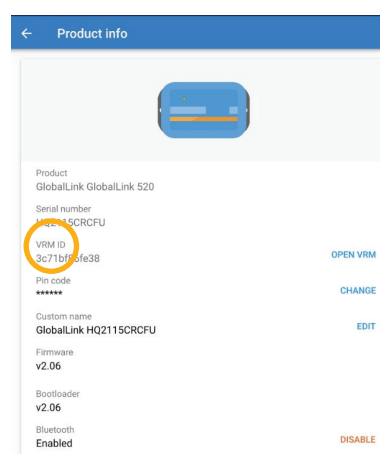 Product info
Product
GlobalLink GlobalLink 520
Serial number
VRM ID
OPEN VRM
Pin code
******
CHANGE
Custom name
GlobalLink HQ2115CRCFU
EDIT
Firmware
v2.06
Bootloader
v2.06
Bluetooth
Enabled
DISABLE